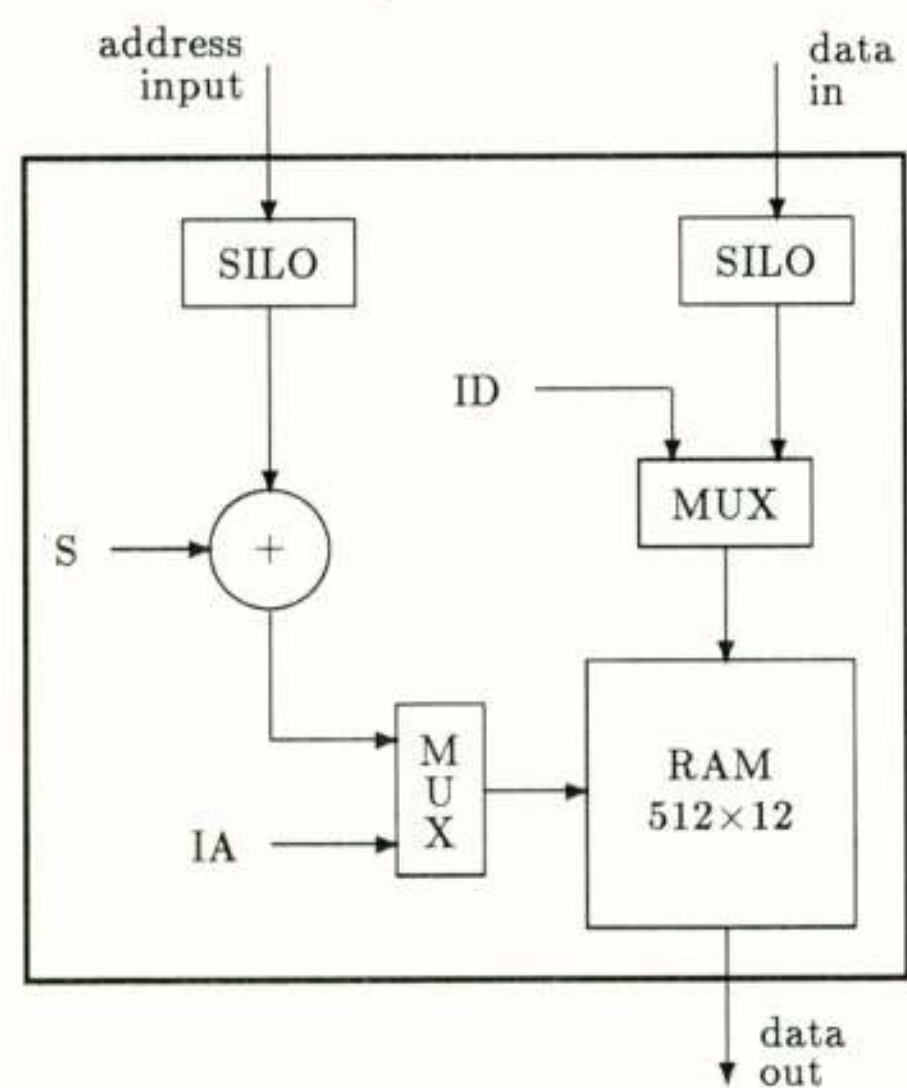 address
input
data
in
SILO
SILO
ID
MUX
S
+
M
U
X
RAM
512×12
IA
data
out